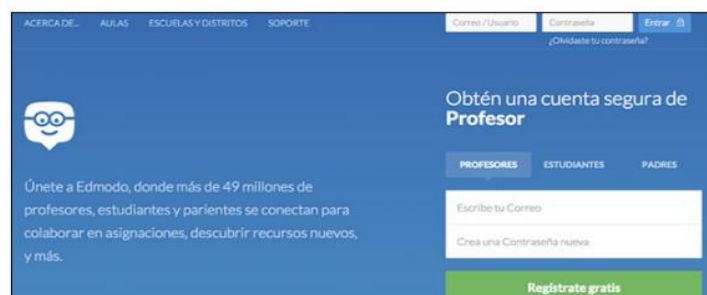 ACERCA DE... AULAS ESCUELAS Y DISTRITOS SOPORTE
Correo / Usuario Contraseña Entrar
¿Olvidaste tu contraseña?
Obtén una cuenta segura de
Profesor
PROFESORES ESTUDIANTES PADRES
Únete a Edmodo, donde más de 49 millones de
profesores, estudiantes y parientes se conectan para
colaborar en asignaciones, descubrir recursos nuevos,
y más.
Escribe tu Correo
Crea una Contraseña nueva
Regístrate gratis